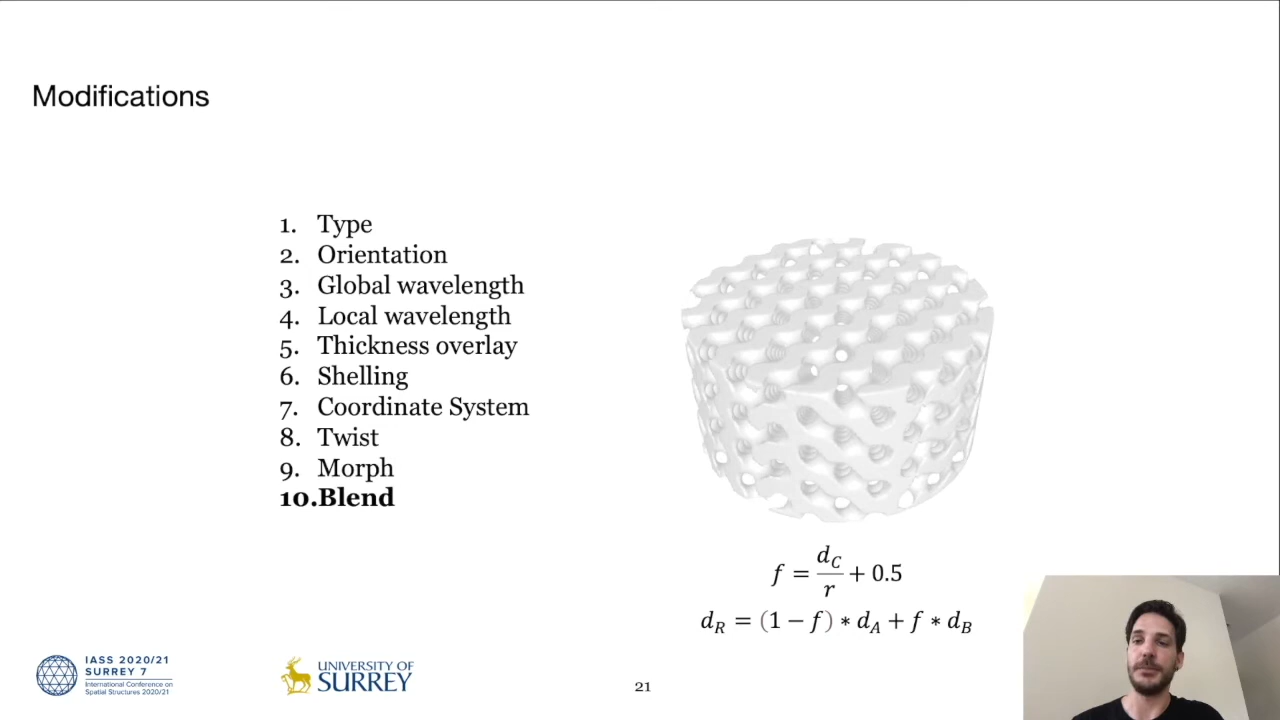 Modifications
1. Type
2. Orientation
3. Global wavelength
4. Local wavelength
5. Thickness overlay
6. Shelling
7. Coordinate System
8. Twist
9. Morph
10.Blend
f = d_C/r + 0.5
d_R = (1 − f) ∗ d_A + f ∗ d_B
IASS 2020/21
SURREY 7
International Conference on
Spatial Structures 2020/21
UNIVERSITY OF
SURREY
21